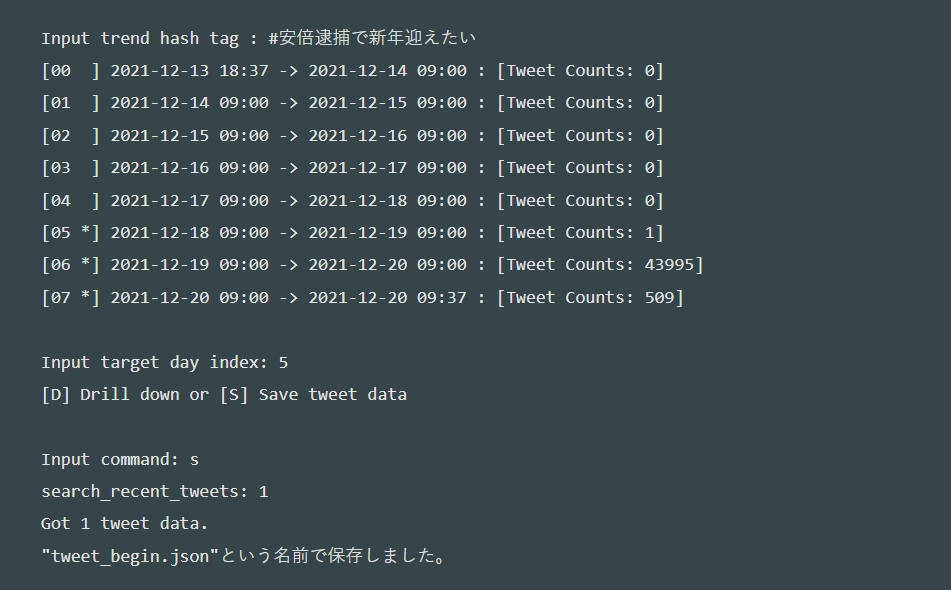 Input trend hash tag : #安倍逮捕で新年迎えたい
[00  ] 2021-12-13 18:37 -> 2021-12-14 09:00 : [Tweet Counts: 0]
[01  ] 2021-12-14 09:00 -> 2021-12-15 09:00 : [Tweet Counts: 0]
[02  ] 2021-12-15 09:00 -> 2021-12-16 09:00 : [Tweet Counts: 0]
[03  ] 2021-12-16 09:00 -> 2021-12-17 09:00 : [Tweet Counts: 0]
[04  ] 2021-12-17 09:00 -> 2021-12-18 09:00 : [Tweet Counts: 0]
[05 *] 2021-12-18 09:00 -> 2021-12-19 09:00 : [Tweet Counts: 1]
[06 *] 2021-12-19 09:00 -> 2021-12-20 09:00 : [Tweet Counts: 43995]
[07 *] 2021-12-20 09:00 -> 2021-12-20 09:37 : [Tweet Counts: 509]
Input target day index: 5
[D] Drill down or [S] Save tweet data
Input command: s
search_recent_tweets: 1
Got 1 tweet data.
"tweet_begin.json"という名前で保存しました。